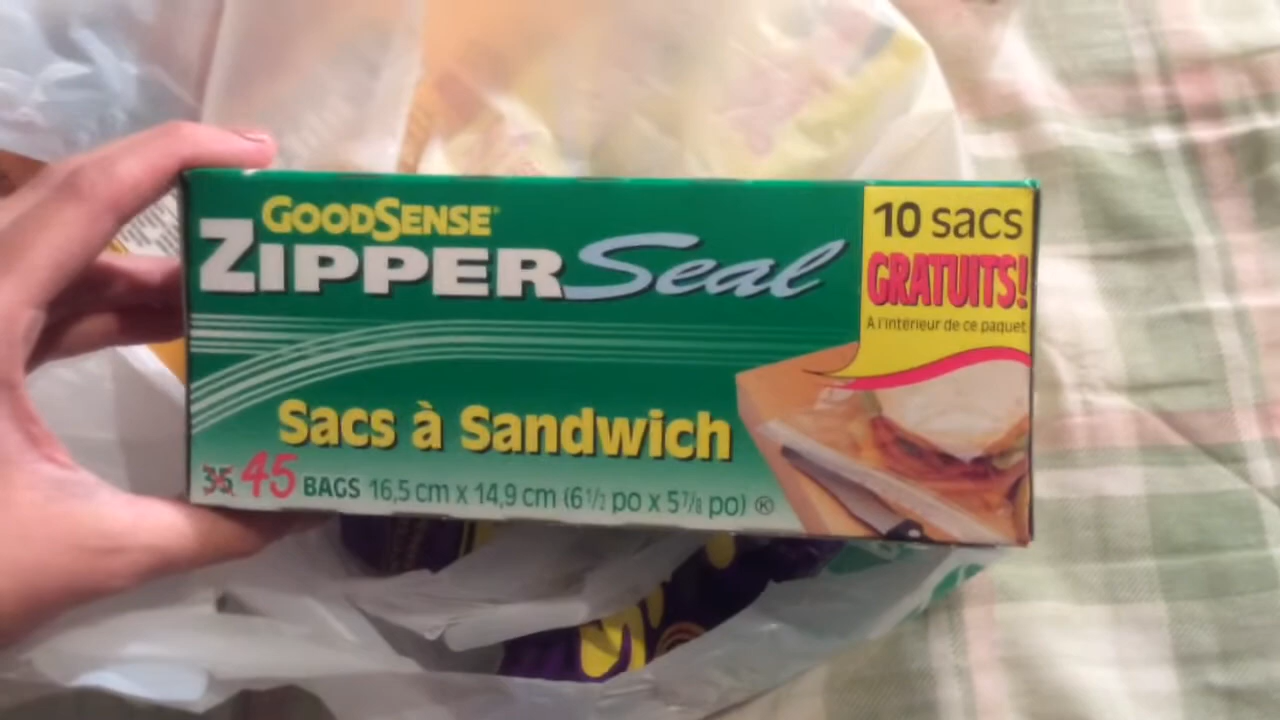 GOODSENSE
ZIPPER Seal
10 sacs
GRATUITS!
À l'intérieur de ce paquet
Sacs à Sandwich
35 45 BAGS 16,5 cm x 14,9 cm (6 1/2 po x 5 7/8 po) Ⓚ